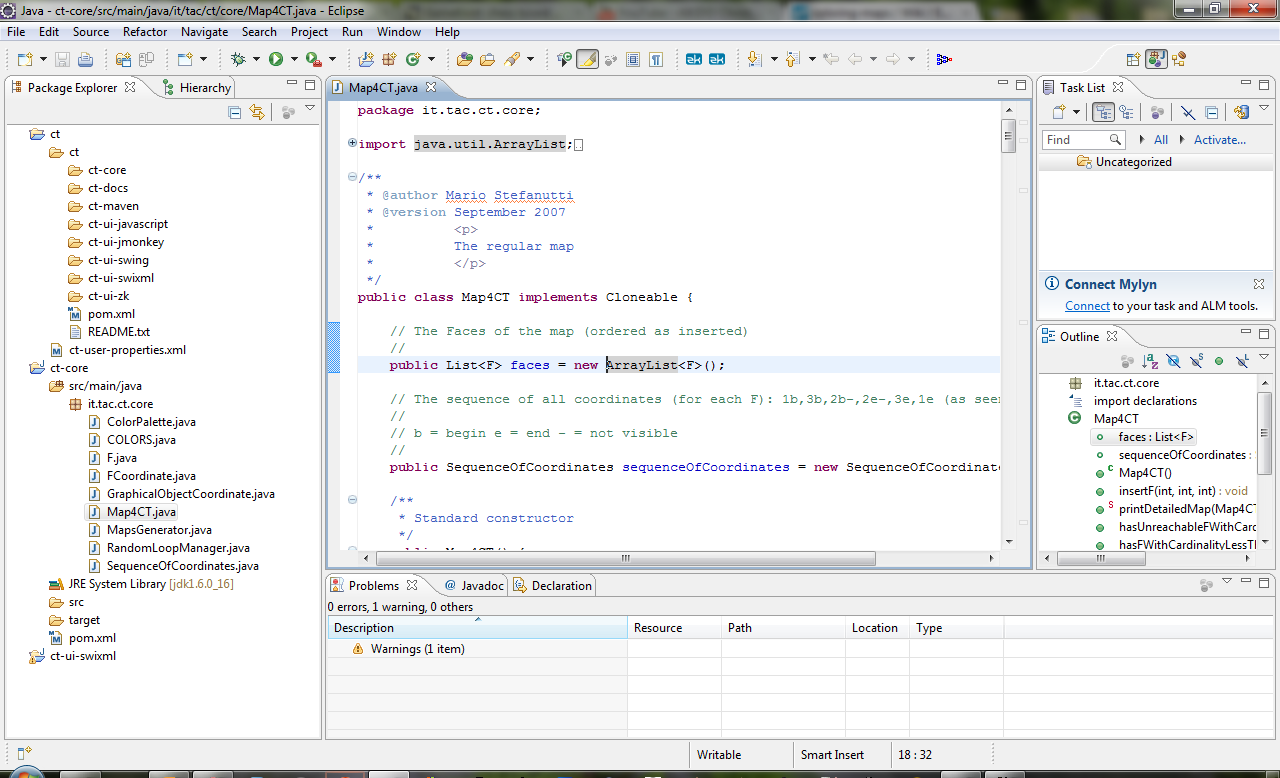 Java - ct-core/src/main/java/it/tac/ct/core/Map4CT.java - Eclipse
File Edit Source Refactor Navigate Search Project Run Window Help
Package Explorer Hierarchy
ct
ct
ct-core
ct-docs
ct-maven
ct-ui-javascript
ct-ui-jmonkey
ct-ui-swing
ct-ui-swixml
ct-ui-zk
pom.xml
README.txt
ct-user-properties.xml
ct-core
src/main/java
it.tac.ct.core
ColorPalette.java
COLORS.java
F.java
FCoordinate.java
GraphicalObjectCoordinate.java
Map4CT.java
MapsGenerator.java
RandomLoopManager.java
SequenceOfCoordinates.java
JRE System Library [jdk1.6.0_16]
src
target
pom.xml
ct-ui-swixml
Map4CT.java
package it.tac.ct.core;
import java.util.ArrayList;
/**
* @author Mario Stefanutti
* @version September 2007
* <p>
* The regular map
* </p>
*/
public class Map4CT implements Cloneable {
// The Faces of the map (ordered as inserted)
//
public List<F> faces = new ArrayList<F>();
// The sequence of all coordinates (for each F): 1b,3b,2b-,2e-,3e,1e (as see
//
// b = begin e = end - = not visible
//
public SequenceOfCoordinates sequenceOfCoordinates = new SequenceOfCoordinate
/**
* Standard constructor
*/
public Map4CT() {
Task List
Find All Activate...
Uncategorized
Connect Mylyn
Connect to your task and ALM tools.
Outline
it.tac.ct.core
import declarations
Map4CT
faces : List<F>
sequenceOfCoordinates :
Map4CT()
insertF(int, int, int) : void
printDetailedMap(Map4CT
hasUnreachableFWithCard
hasFWithCardinalityLessTl
Problems Javadoc Declaration
0 errors, 1 warning, 0 others
Description Resource Path Location Type
Warnings (1 item)
Writable Smart Insert 18 : 32